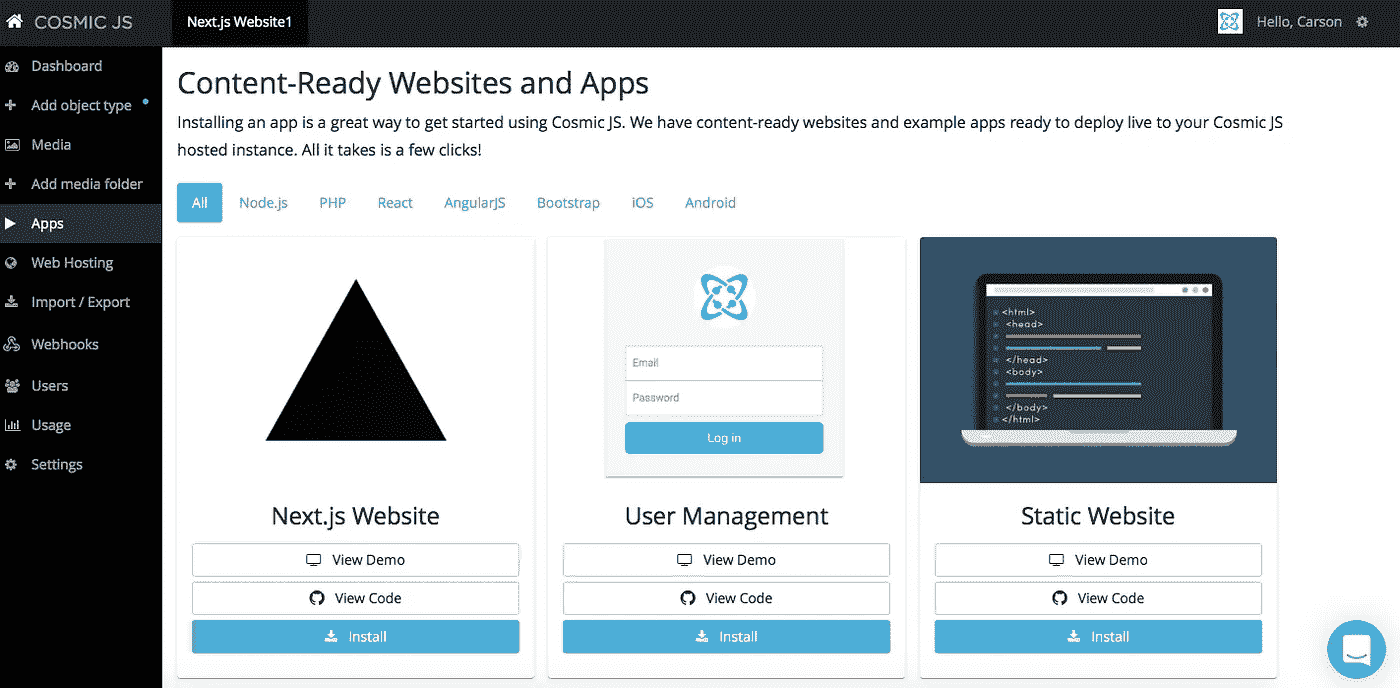 COSMIC JS
Next.js Website1
Hello, Carson
Dashboard
Add object type
Media
Add media folder
Apps
Web Hosting
Import / Export
Webhooks
Users
Usage
Settings
Content-Ready Websites and Apps
Installing an app is a great way to get started using Cosmic JS. We have content-ready websites and example apps ready to deploy live to your Cosmic JS
hosted instance. All it takes is a few clicks!
All
Node.js
PHP
React
AngularJS
Bootstrap
iOS
Android
Email
Password
Log in
<html>
<head>
</head>
<body>
</body>
</html>
Next.js Website
View Demo
View Code
Install
User Management
View Demo
View Code
Install
Static Website
View Demo
View Code
Install